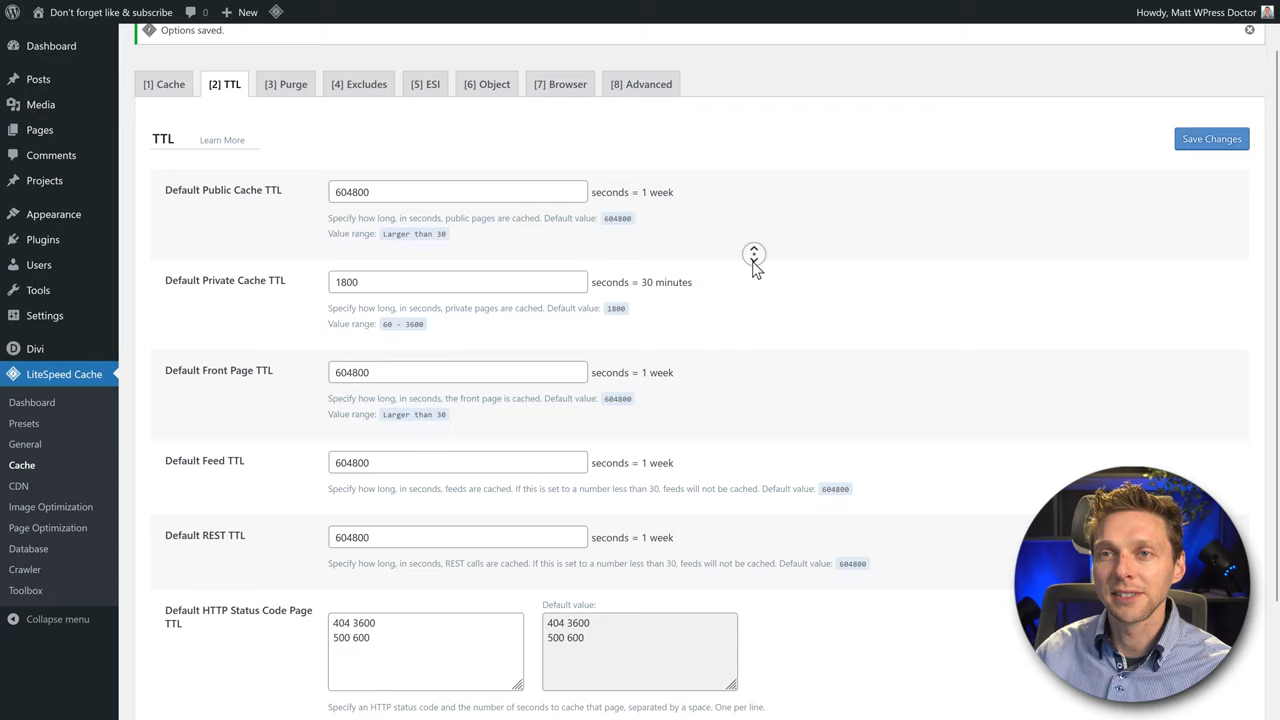 Don't forget like & subscribe
0
New
Howdy, Matt WPress Doctor
Options saved.
Dashboard
Posts
Media
Pages
Comments
Projects
Appearance
Plugins
Users
Tools
Settings
Divi
LiteSpeed Cache
Dashboard
Presets
General
Cache
CDN
Image Optimization
Page Optimization
Database
Crawler
Toolbox
Collapse menu
[1] Cache
[2] TTL
[3] Purge
[4] Excludes
[5] ESI
[6] Object
[7] Browser
[8] Advanced
TTL Learn More
Save Changes
Default Public Cache TTL
604800 seconds = 1 week
Specify how long, in seconds, public pages are cached. Default value: 604800
Value range: Larger than 30
Default Private Cache TTL
1800 seconds = 30 minutes
Specify how long, in seconds, private pages are cached. Default value: 1800
Value range: 60 - 3600
Default Front Page TTL
604800 seconds = 1 week
Specify how long, in seconds, the front page is cached. Default value: 604800
Value range: Larger than 30
Default Feed TTL
604800 seconds = 1 week
Specify how long, in seconds, feeds are cached. If this is set to a number less than 30, feeds will not be cached. Default value: 604800
Default REST TTL
604800 seconds = 1 week
Specify how long, in seconds, REST calls are cached. If this is set to a number less than 30, feeds will not be cached. Default value: 604800
Default HTTP Status Code Page
TTL
404 3600
500 600
Default value:
404 3600
500 600
Specify an HTTP status code and the number of seconds to cache that page, separated by a space. One per line.